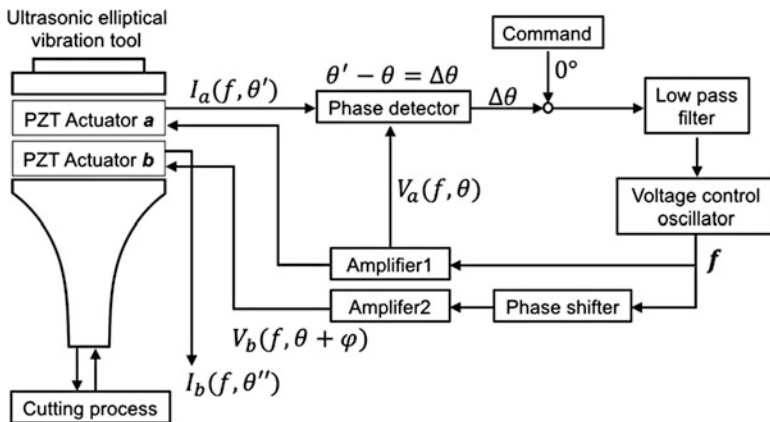 Ultrasonic elliptical
vibration tool
PZT Actuator a
PZT Actuator b
Cutting process
I_a(f, θ′)
θ′ − θ = Δθ
Phase detector
Δθ
Command
0°
Low pass
filter
Voltage control
oscillator
f
V_a(f, θ)
Amplifier1
Amplifer2
Phase shifter
V_b(f, θ + φ)
I_b(f, θ′′)